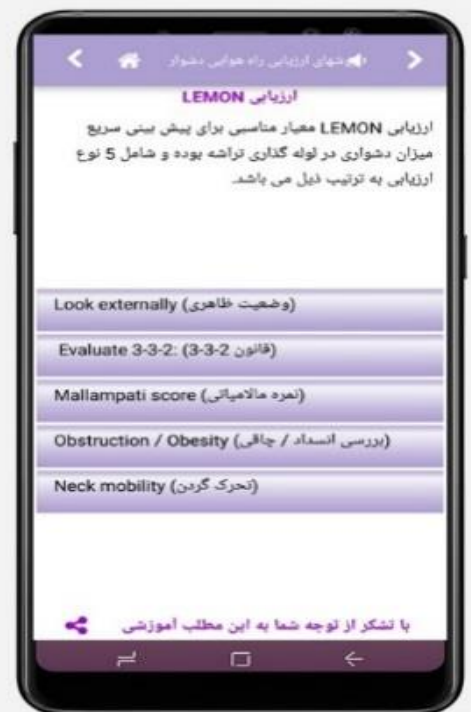 روشهای ارزیابی راه هوایی دشوار
ارزیابی LEMON
ارزیابی LEMON معیار مناسبی برای پیش بینی سریع
میزان دشواری در لوله گذاری تراشه بوده و شامل 5 نوع
ارزیابی به ترتیب ذیل می باشد.
Look externally (وضعیت ظاهری)
Evaluate 3-3-2: (قانون 2-3-3)
Mallampati score (نمره مالامپاتی)
Obstruction / Obesity (بررسی انسداد / چاقی)
Neck mobility (تحرک گردن)
با تشکر از توجه شما به این مطلب آموزشی